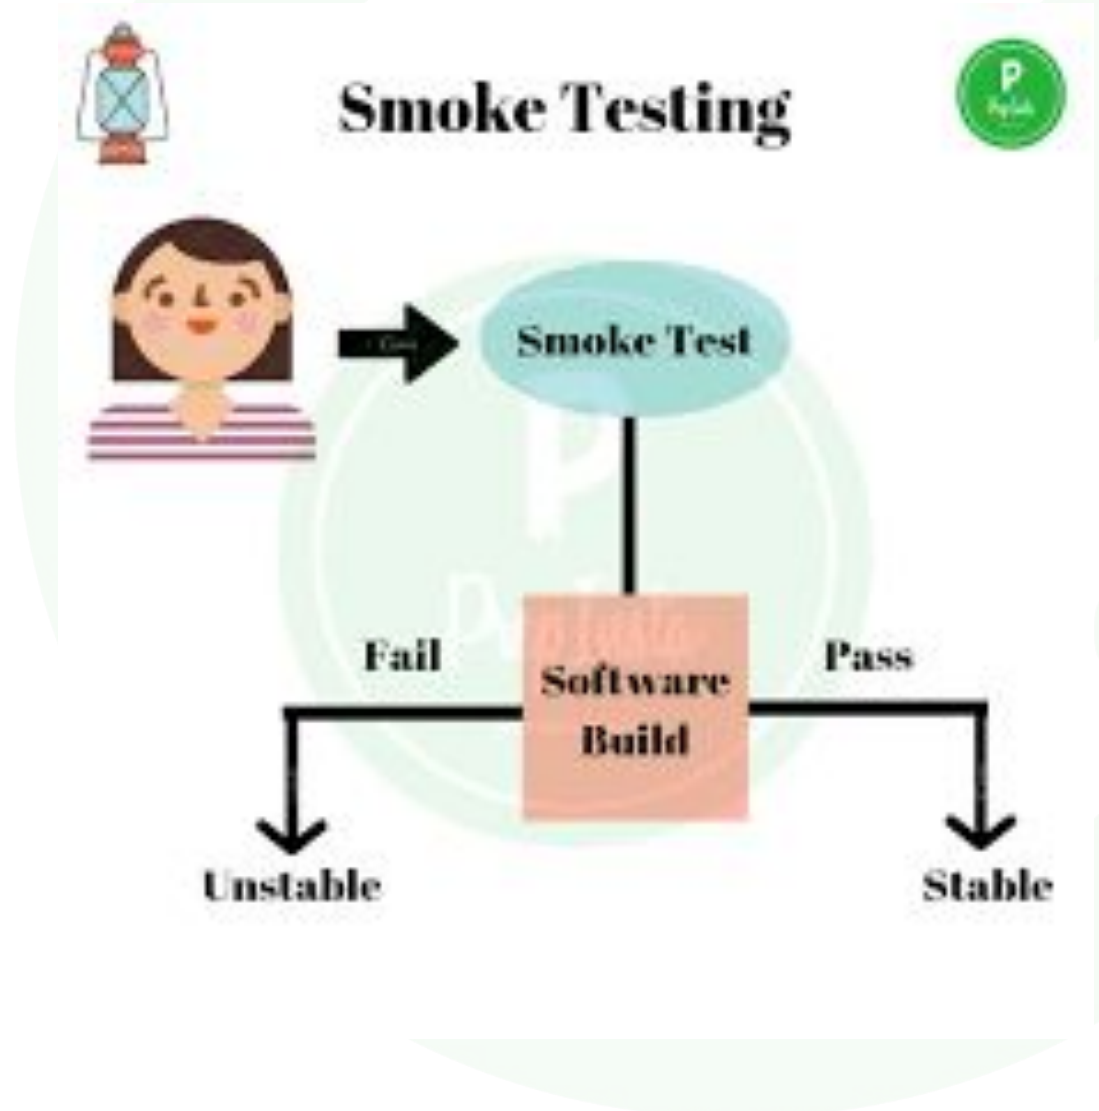 Smoke Testing
P
Smoke Test
P
Fail
Pass
Software
Build
Unstable
Stable